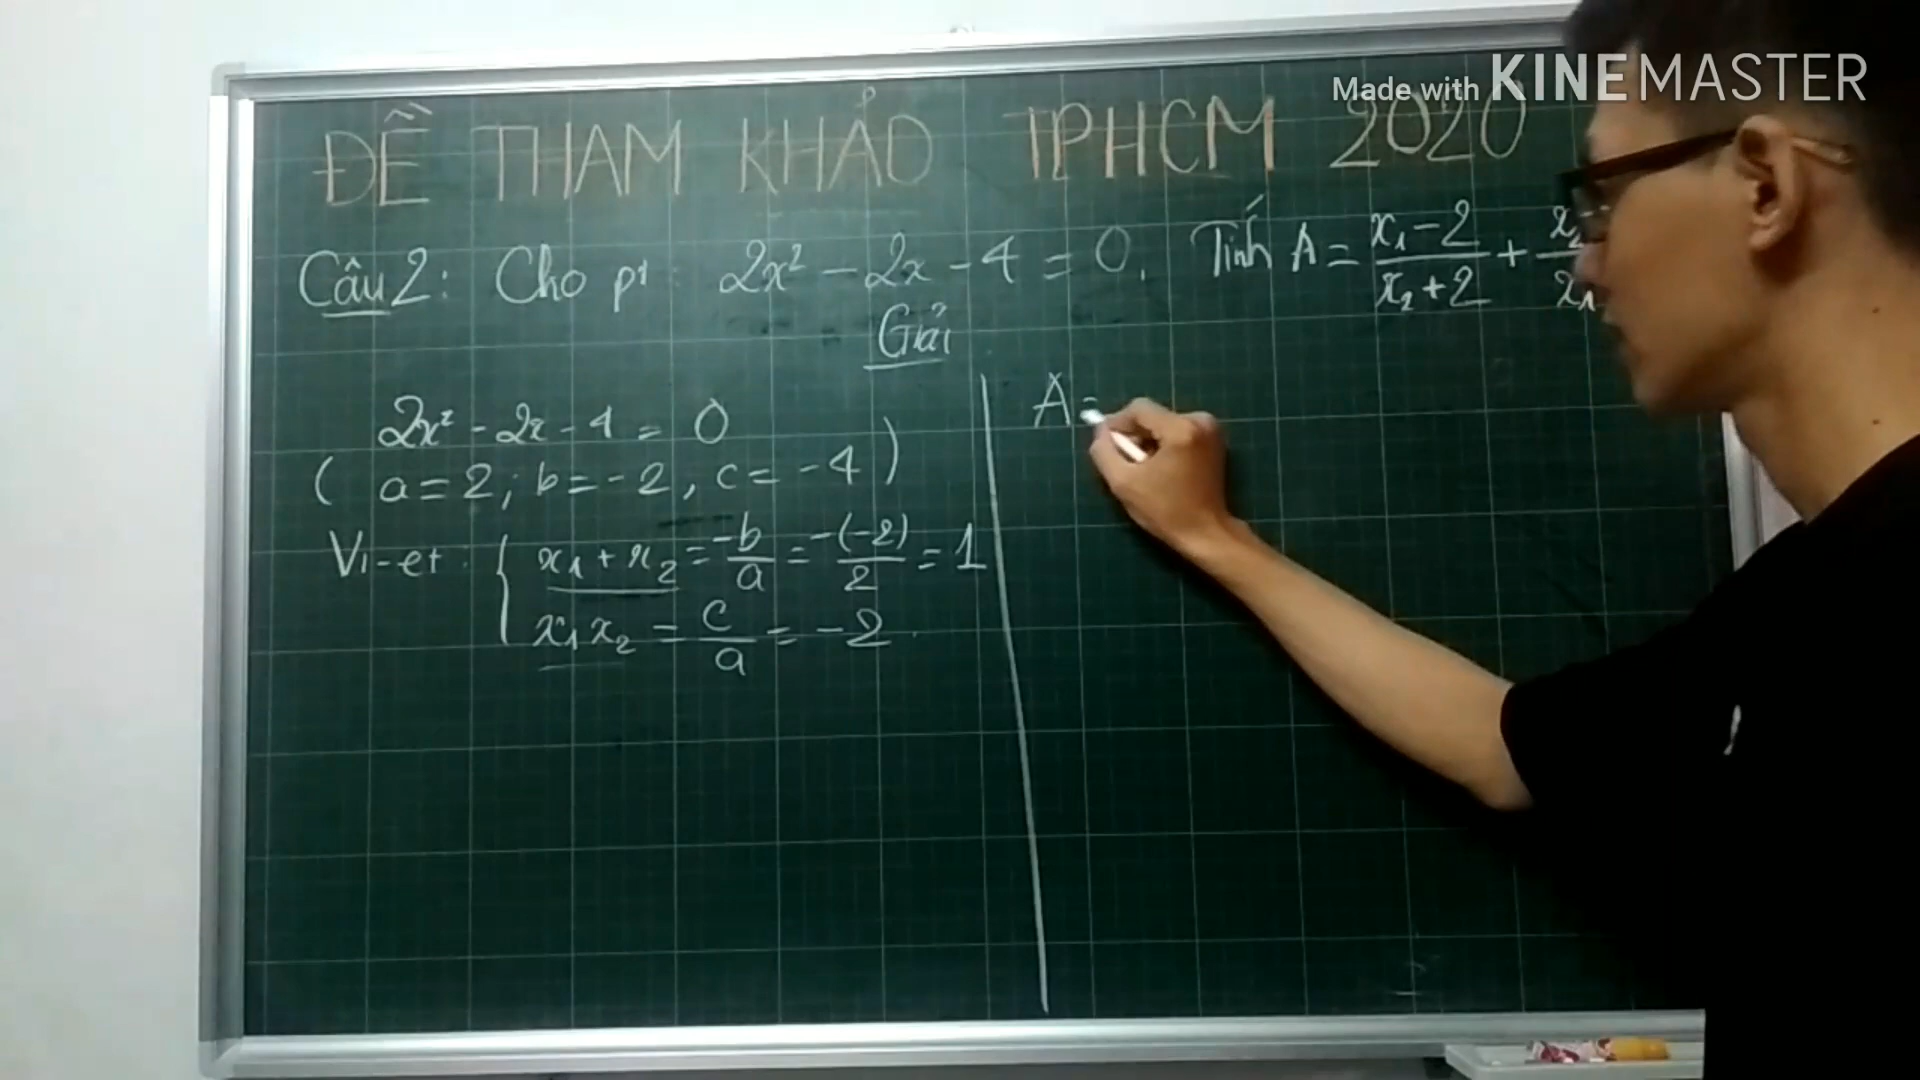 Made with KINEMASTER
ĐỀ THAM KHẢO TPHCM 2020
Câu 2: Cho pt: 2x² - 2x - 4 = 0. Tính A = (x₁ - 2)/(x₂ + 2) + x₂/x₁
Giải
2x² - 2x - 4 = 0
( a = 2; b = -2, c = -4 )
A =
Vi-et: { x₁ + x₂ = -b/a = -(-2)/2 = 1
x₁x₂ = c/a = -2.